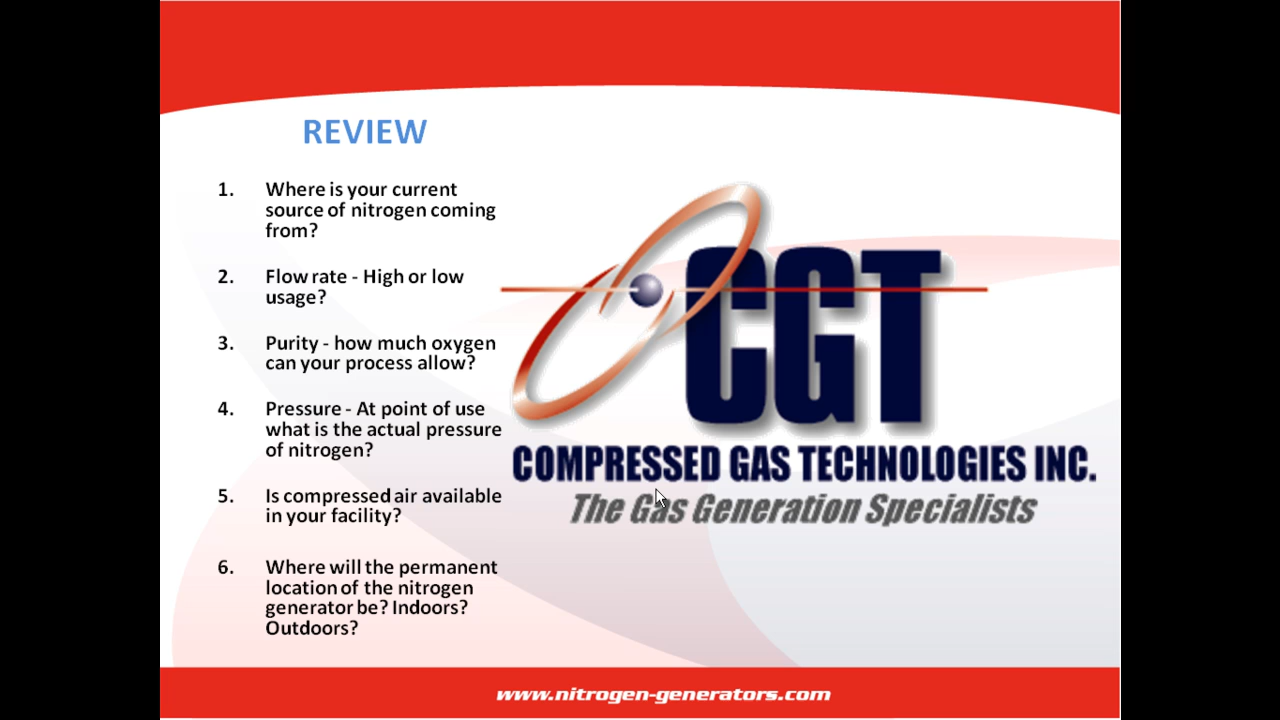 REVIEW
1. Where is your current
source of nitrogen coming
from?
2. Flow rate - High or low
usage?
3. Purity - how much oxygen
can your process allow?
4. Pressure - At point of use
what is the actual pressure
of nitrogen?
5. Is compressed air available
in your facility?
6. Where will the permanent
location of the nitrogen
generator be? Indoors?
Outdoors?
CGT
COMPRESSED GAS TECHNOLOGIES INC.
The Gas Generation Specialists
www.nitrogen-generators.com